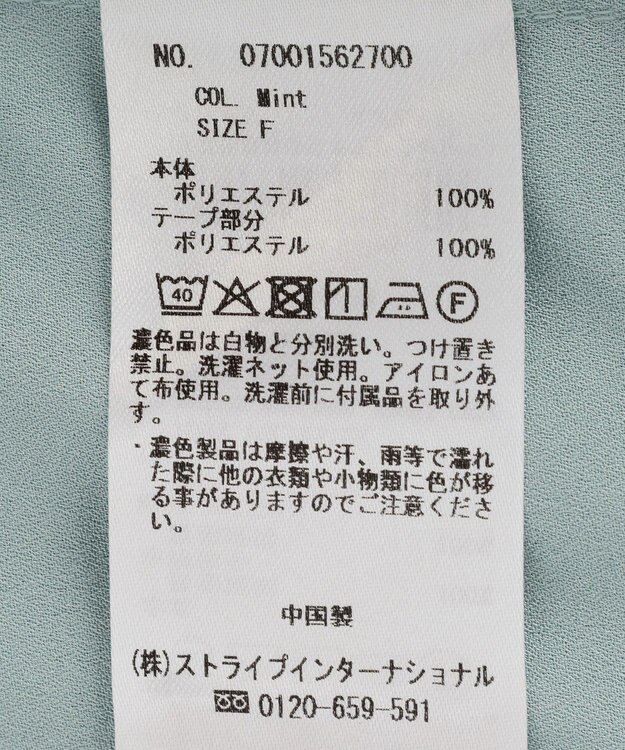 NO. 07001562700
COL. Mint
SIZE F
本体
ポリエステル 100%
テープ部分
ポリエステル 100%
40 F
濃色品は白物と分別洗い。つけ置き
禁止。洗濯ネット使用。アイロンあ
て布使用。洗濯前に付属品を取り外
す。
・濃色製品は摩擦や汗、雨等で濡れ
た際に他の衣類や小物類に色が移
る事がありますのでご注意くださ
い。
中国製
(株)ストライプインターナショナル
0120-659-591